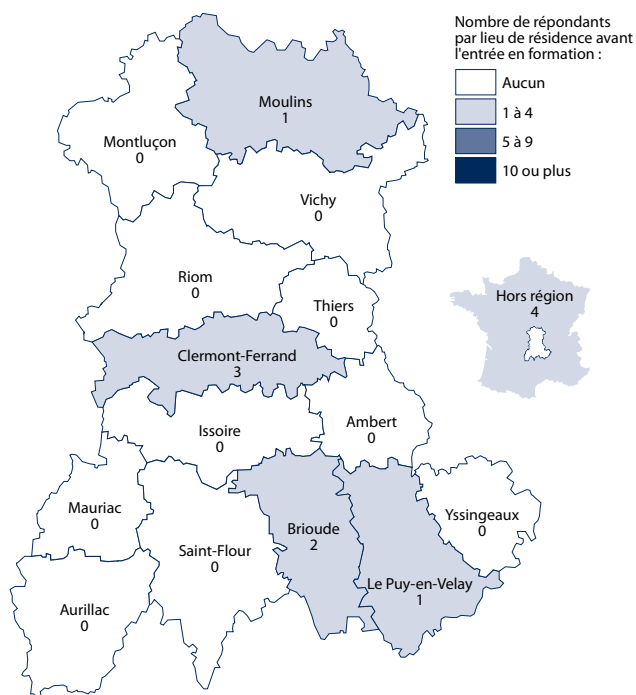 Nombre de répondants
par lieu de résidence avant
l'entrée en formation :
Aucun
1 à 4
5 à 9
10 ou plus
Moulins
1
Montluçon
0
Vichy
0
Riom
0
Thiers
0
Hors région
4
Clermont-Ferrand
3
Issoire
0
Ambert
0
Mauriac
0
Saint-Flour
0
Brioude
2
Yssingeaux
0
Le Puy-en-Velay
1
Aurillac
0